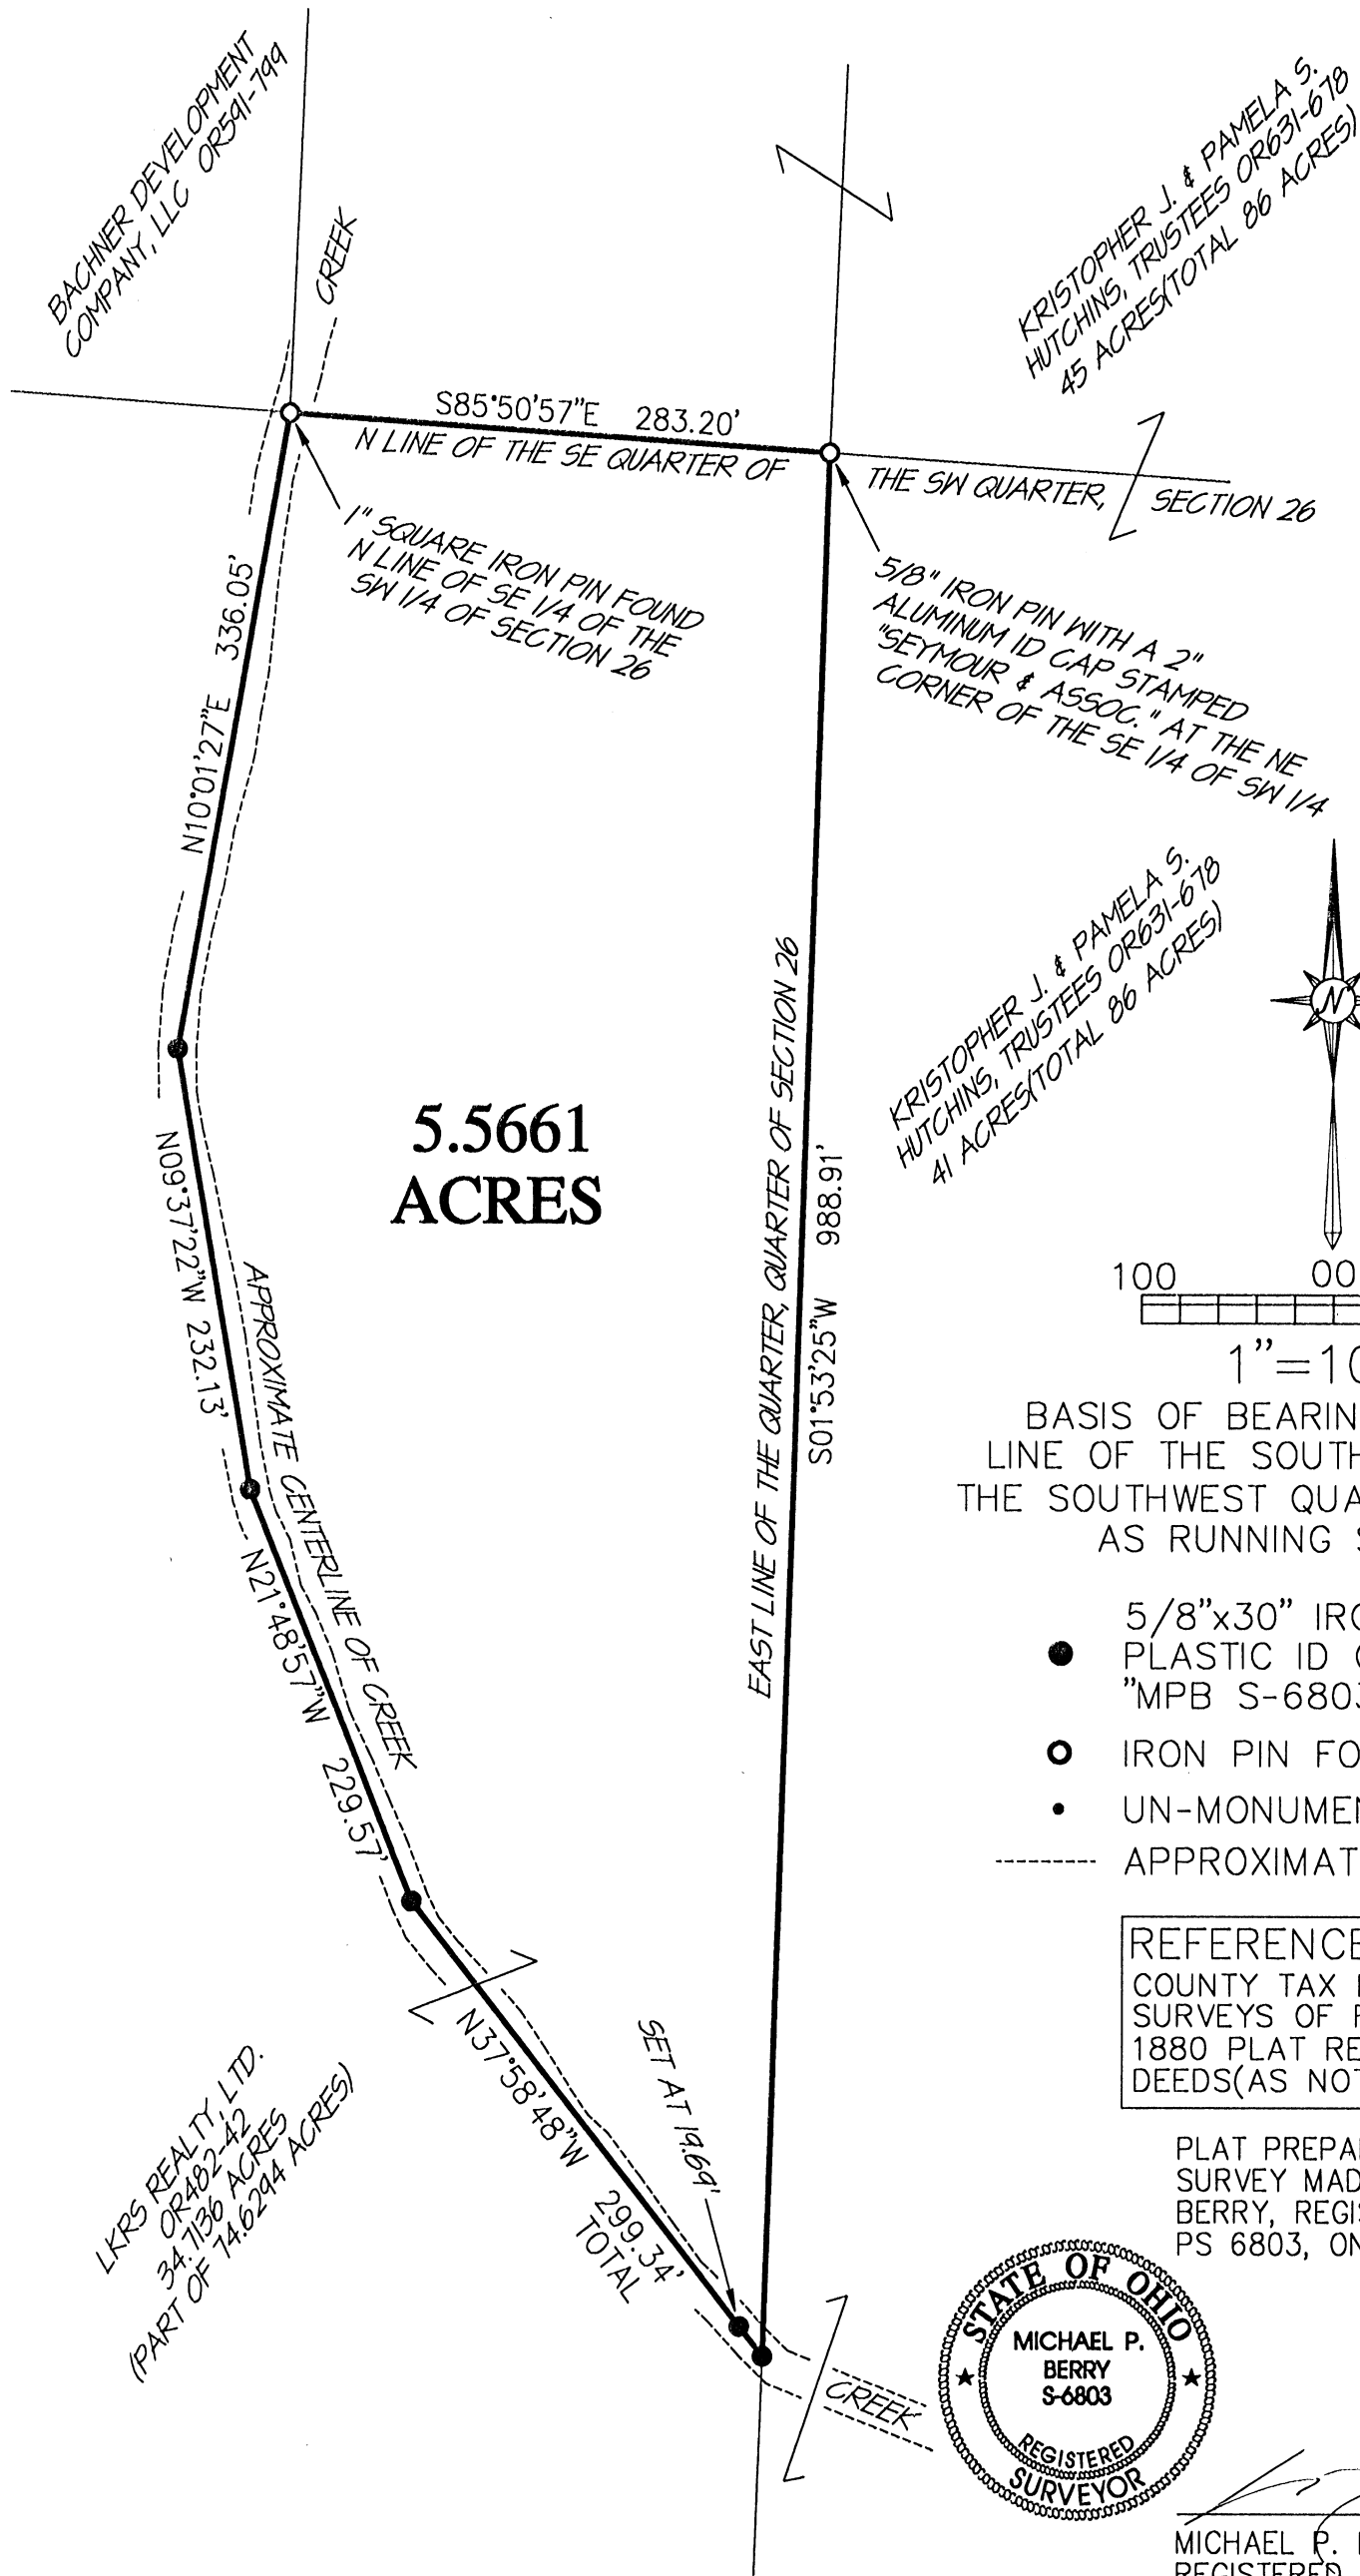 BACHNER DEVELOPMENT
COMPANY, LLC OR591-799
CREEK
KRISTOPHER J. & PAMELA S.
HUTCHINS, TRUSTEES OR631-678
45 ACRES(TOTAL 86 ACRES)
S85°50'57"E 283.20'
N LINE OF THE SE QUARTER OF THE SW QUARTER, SECTION 26
1" SQUARE IRON PIN FOUND
N LINE OF SE 1/4 OF THE
SW 1/4 OF SECTION 26
5/8" IRON PIN WITH A 2"
ALUMINUM ID CAP STAMPED
"SEYMOUR & ASSOC." AT THE NE
CORNER OF THE SE 1/4 OF SW 1/4
N10°01'27"E 336.05'
KRISTOPHER J. & PAMELA S.
HUTCHINS, TRUSTEES OR631-678
41 ACRES(TOTAL 86 ACRES)
N
5.5661
ACRES
EAST LINE OF THE QUARTER, QUARTER OF SECTION 26
S01°53'25"W 988.91'
N09°37'22"W 232.13'
APPROXIMATE CENTERLINE OF CREEK
N21°48'57"W 229.57'
100 00
1"=10
BASIS OF BEARIN
LINE OF THE SOUTH
THE SOUTHWEST QUA
AS RUNNING S
5/8"x30" IRO
PLASTIC ID C
"MPB S-6803
IRON PIN FO
UN-MONUMEN
APPROXIMAT
REFERENCE
COUNTY TAX
SURVEYS OF
1880 PLAT RE
DEEDS(AS NOT
N37°58'48"W
299.34'
TOTAL
SET AT 19.69'
LKRS REALTY, LTD.
OR482-42
34.7136 ACRES
(PART OF 74.6294 ACRES)
CREEK
PLAT PREPA
SURVEY MAD
BERRY, REGIS
PS 6803, ON
STATE OF OHIO
MICHAEL P.
BERRY
S-6803
REGISTERED
SURVEYOR
MICHAEL P.
REGISTERED